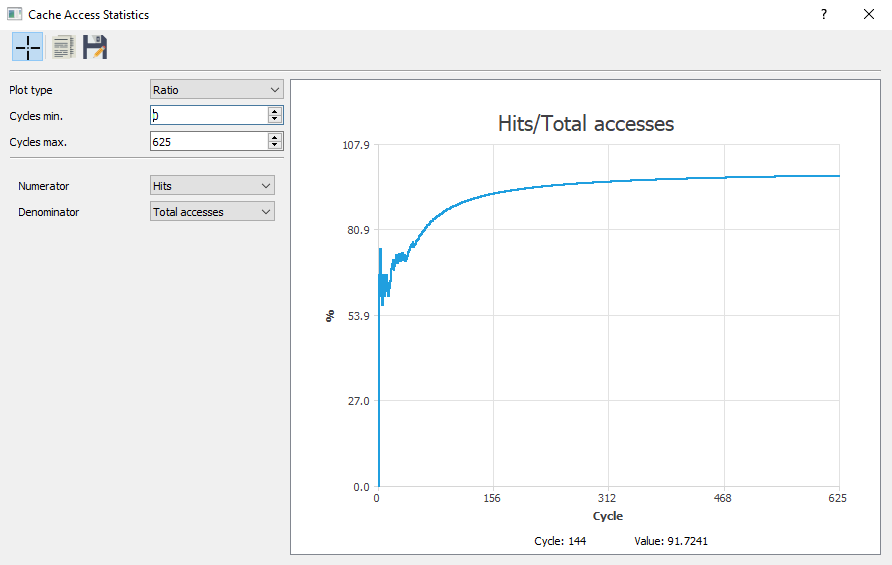 Cache Access Statistics
?
Plot type Ratio
Cycles min. 0
Cycles max. 625
Numerator Hits
Denominator Total accesses
Hits/Total accesses
107.9
80.9
53.9
27.0
0.0
%
0 156 312 468 625
Cycle
Cycle: 144 Value: 91.7241